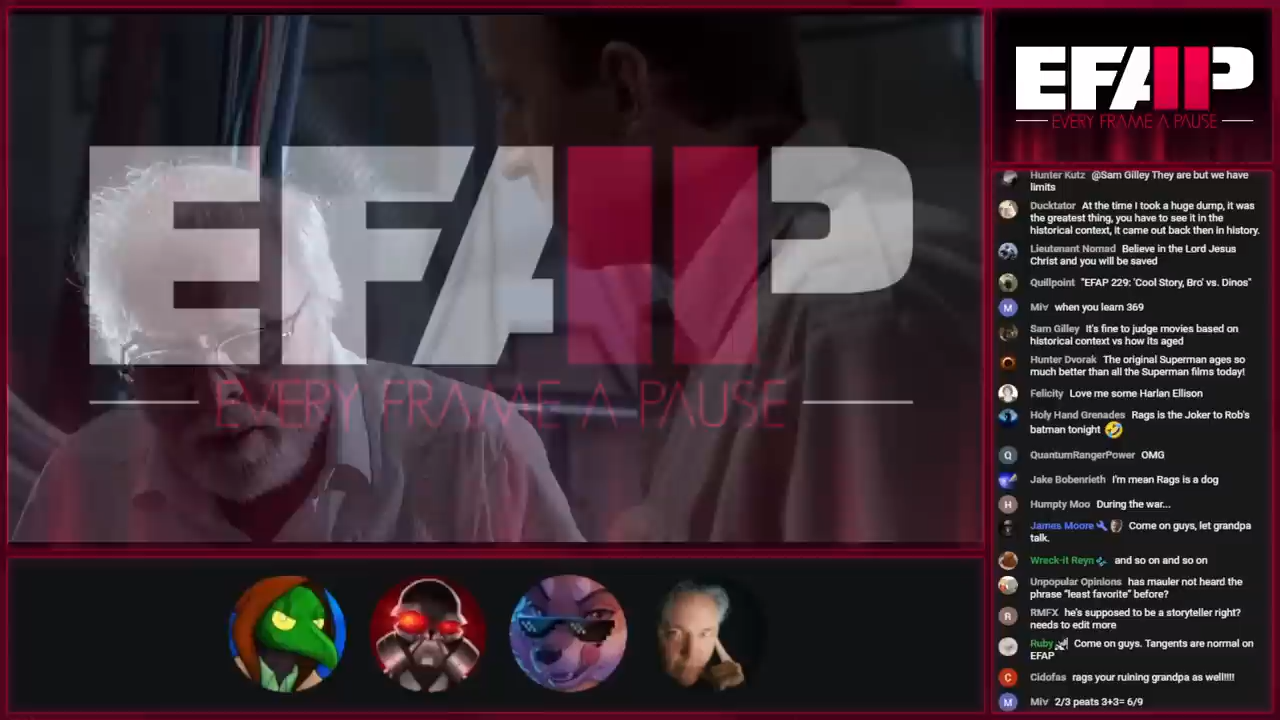 EFAP
EVERY FRAME A PAUSE
EFAP
EVERY FRAME A PAUSE
Hunter Kutz @Sam Gilley They are but we have
limits
Ducktator At the time I took a huge dump, it was
the greatest thing, you have to see it in the
historical context, it came out back then in history.
Lieutenant Nomad Believe in the Lord Jesus
Christ and you will be saved
Quillpoint "EFAP 229: 'Cool Story, Bro' vs. Dinos"
M
Miv when you learn 369
Sam Gilley It's fine to judge movies based on
historical context vs how its aged
Hunter Dvorak The original Superman ages so
much better than all the Superman films today!
Felicity Love me some Harlan Ellison
Holy Hand Grenades Rags is the Joker to Rob's
batman tonight 🤣
Q
QuantumRangerPower OMG
Jake Bobenrieth I'm mean Rags is a dog
H
Humpty Moo During the war...
James Moore Come on guys, let grandpa
talk.
Wreck-it Reyn and so on and so on
Unpopular Opinions has mauler not heard the
phrase "least favorite" before?
R
RMFX he's supposed to be a storyteller right?
needs to edit more
Ruby Come on guys. Tangents are normal on
EFAP
C
Cidofas rags your ruining grandpa as well!!!!
M
Miv 2/3 peats 3+3= 6/9